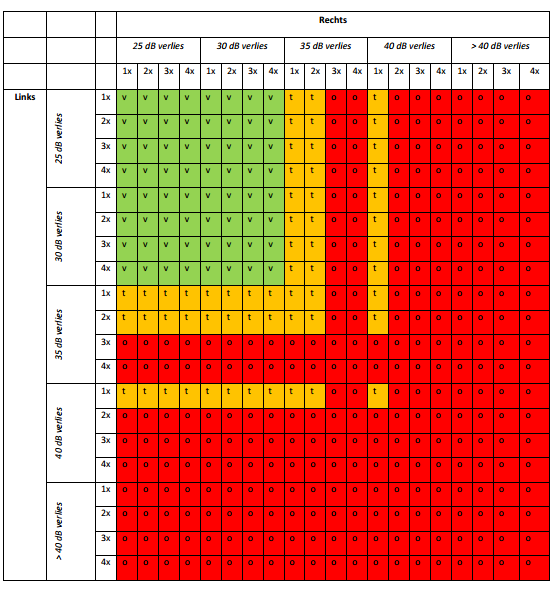 Rechts
25 dB verlies 30 dB verlies 35 dB verlies 40 dB verlies > 40 dB verlies
1x 2x 3x 4x 1x 2x 3x 4x 1x 2x 3x 4x 1x 2x 3x 4x 1x 2x 3x 4x
Links
25 dB verlies
1x v v v v v v v v t t o o t o o o o o o o
2x v v v v v v v v t t o o t o o o o o o o
3x v v v v v v v v t t o o t o o o o o o o
4x v v v v v v v v t t o o t o o o o o o o
30 dB verlies
1x v v v v v v v v t t o o t o o o o o o o
2x v v v v v v v v t t o o t o o o o o o o
3x v v v v v v v v t t o o t o o o o o o o
4x v v v v v v v v t t o o t o o o o o o o
35 dB verlies
1x t t t t t t t t t t o o t o o o o o o o
2x t t t t t t t t t t o o t o o o o o o o
3x o o o o o o o o o o o o o o o o o o o o
4x o o o o o o o o o o o o o o o o o o o o
40 dB verlies
1x t t t t t t t t t t o o t o o o o o o o
2x o o o o o o o o o o o o o o o o o o o o
3x o o o o o o o o o o o o o o o o o o o o
4x o o o o o o o o o o o o o o o o o o o o
> 40 dB verlies
1x o o o o o o o o o o o o o o o o o o o o
2x o o o o o o o o o o o o o o o o o o o o
3x o o o o o o o o o o o o o o o o o o o o
4x o o o o o o o o o o o o o o o o o o o o